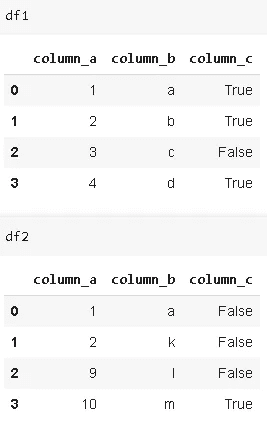 df1
column_a column_b column_c
0 1 a True
1 2 b True
2 3 c False
3 4 d True
df2
column_a column_b column_c
0 1 a False
1 2 k False
2 9 l False
3 10 m True